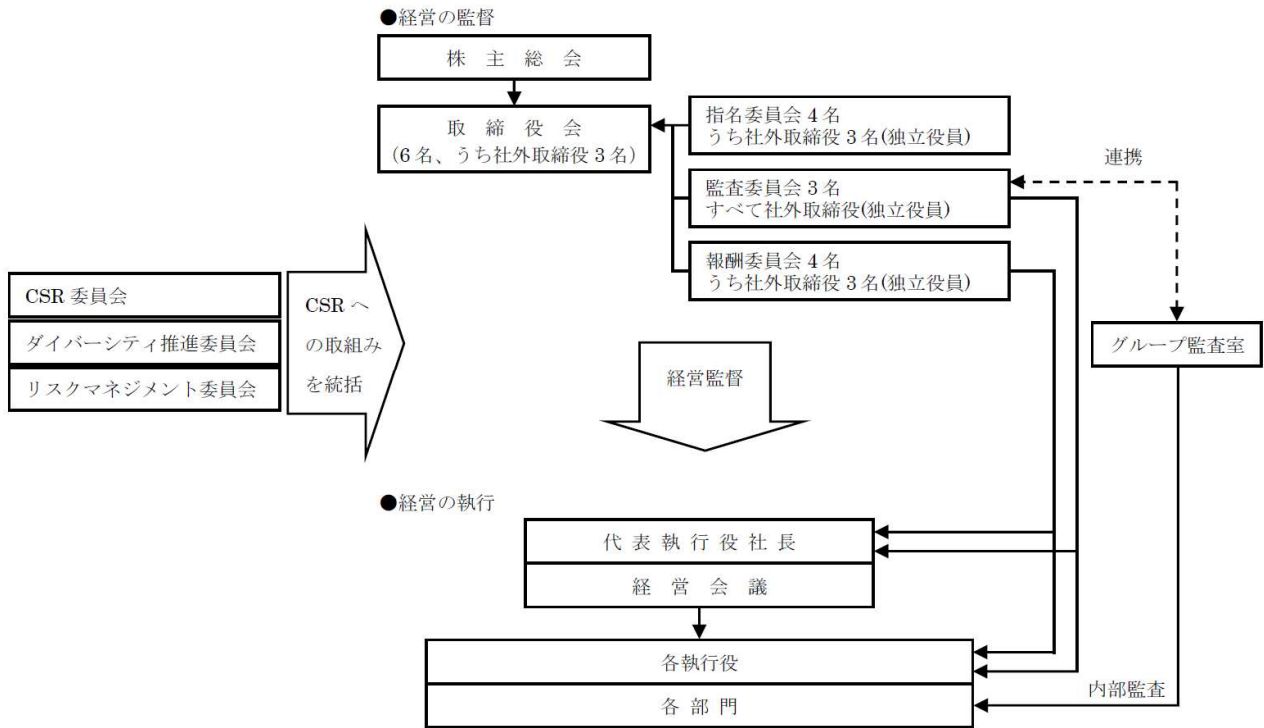 ●経営の監督
株主総会
取締役会
(6名、うち社外取締役3名)
指名委員会4名
うち社外取締役3名(独立役員)
監査委員会3名
すべて社外取締役(独立役員)
報酬委員会4名
うち社外取締役3名(独立役員)
連携
グループ監査室
CSR委員会
ダイバーシティ推進委員会
リスクマネジメント委員会
CSRへ
の取組み
を統括
経営監督
●経営の執行
代表執行役社長
経営会議
各執行役
各部門
内部監査